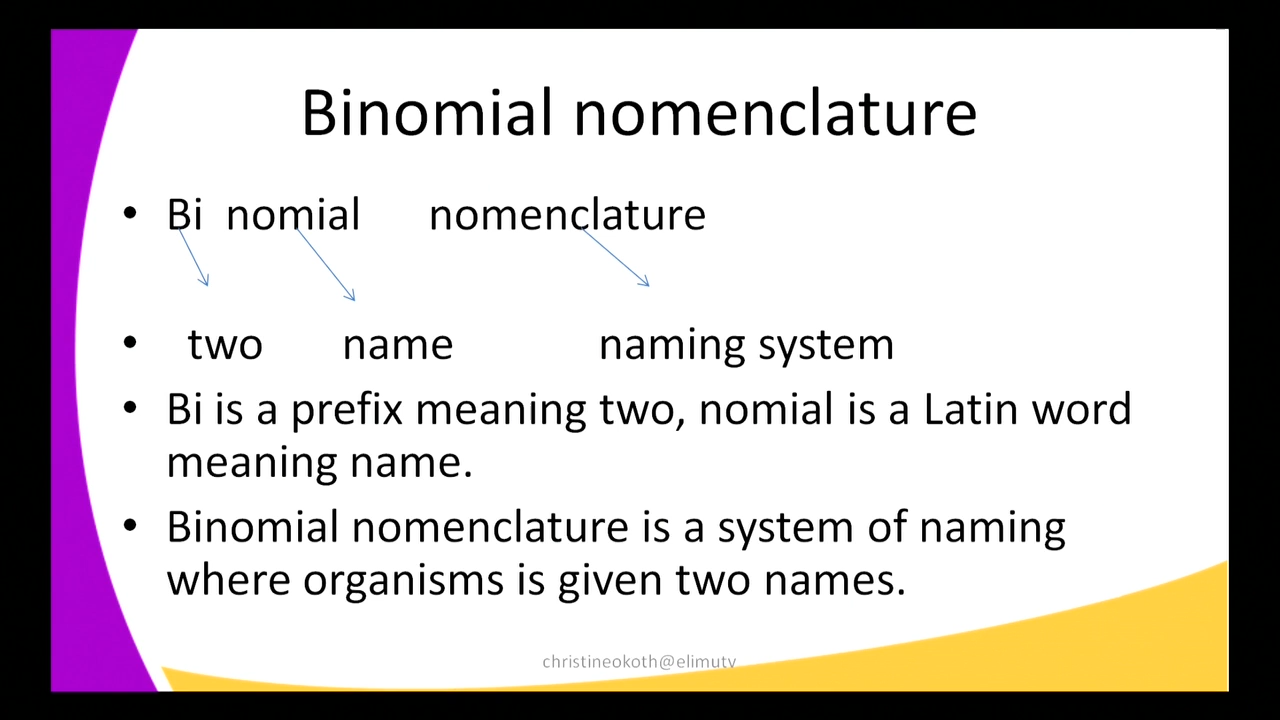 Binomial nomenclature
• Bi nomial nomenclature
• two name naming system
• Bi is a prefix meaning two, nomial is a Latin word
meaning name.
• Binomial nomenclature is a system of naming
where organisms is given two names.
christineokoth@elimutv